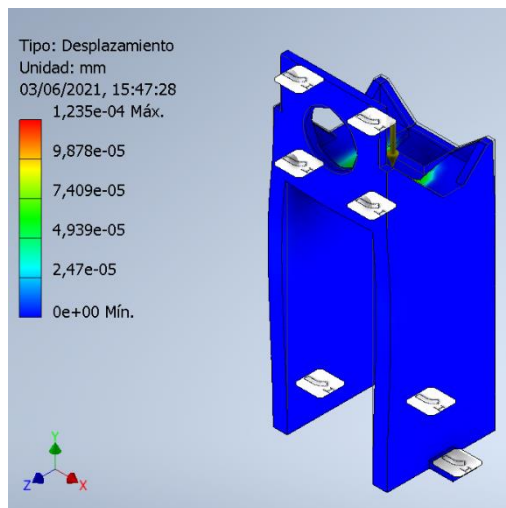 Tipo: Desplazamiento
Unidad: mm
03/06/2021, 15:47:28
1,235e-04 Máx.
9,878e-05
7,409e-05
4,939e-05
2,47e-05
0e+00 Mín.
Y
Z
X